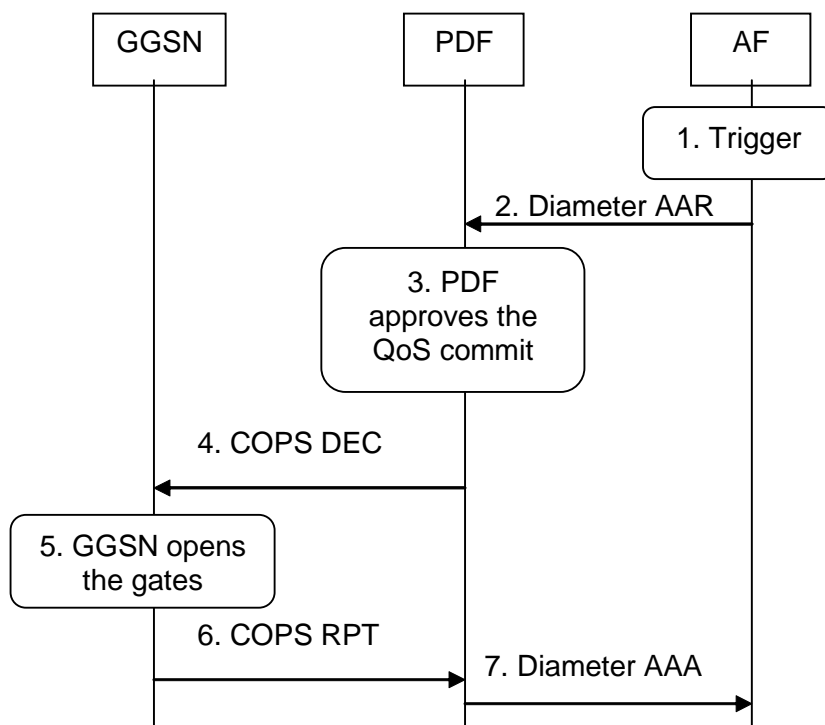 GGSN
PDF
AF
1. Trigger
2. Diameter AAR
3. PDF
approves the
QoS commit
4. COPS DEC
5. GGSN opens
the gates
6. COPS RPT
7. Diameter AAA